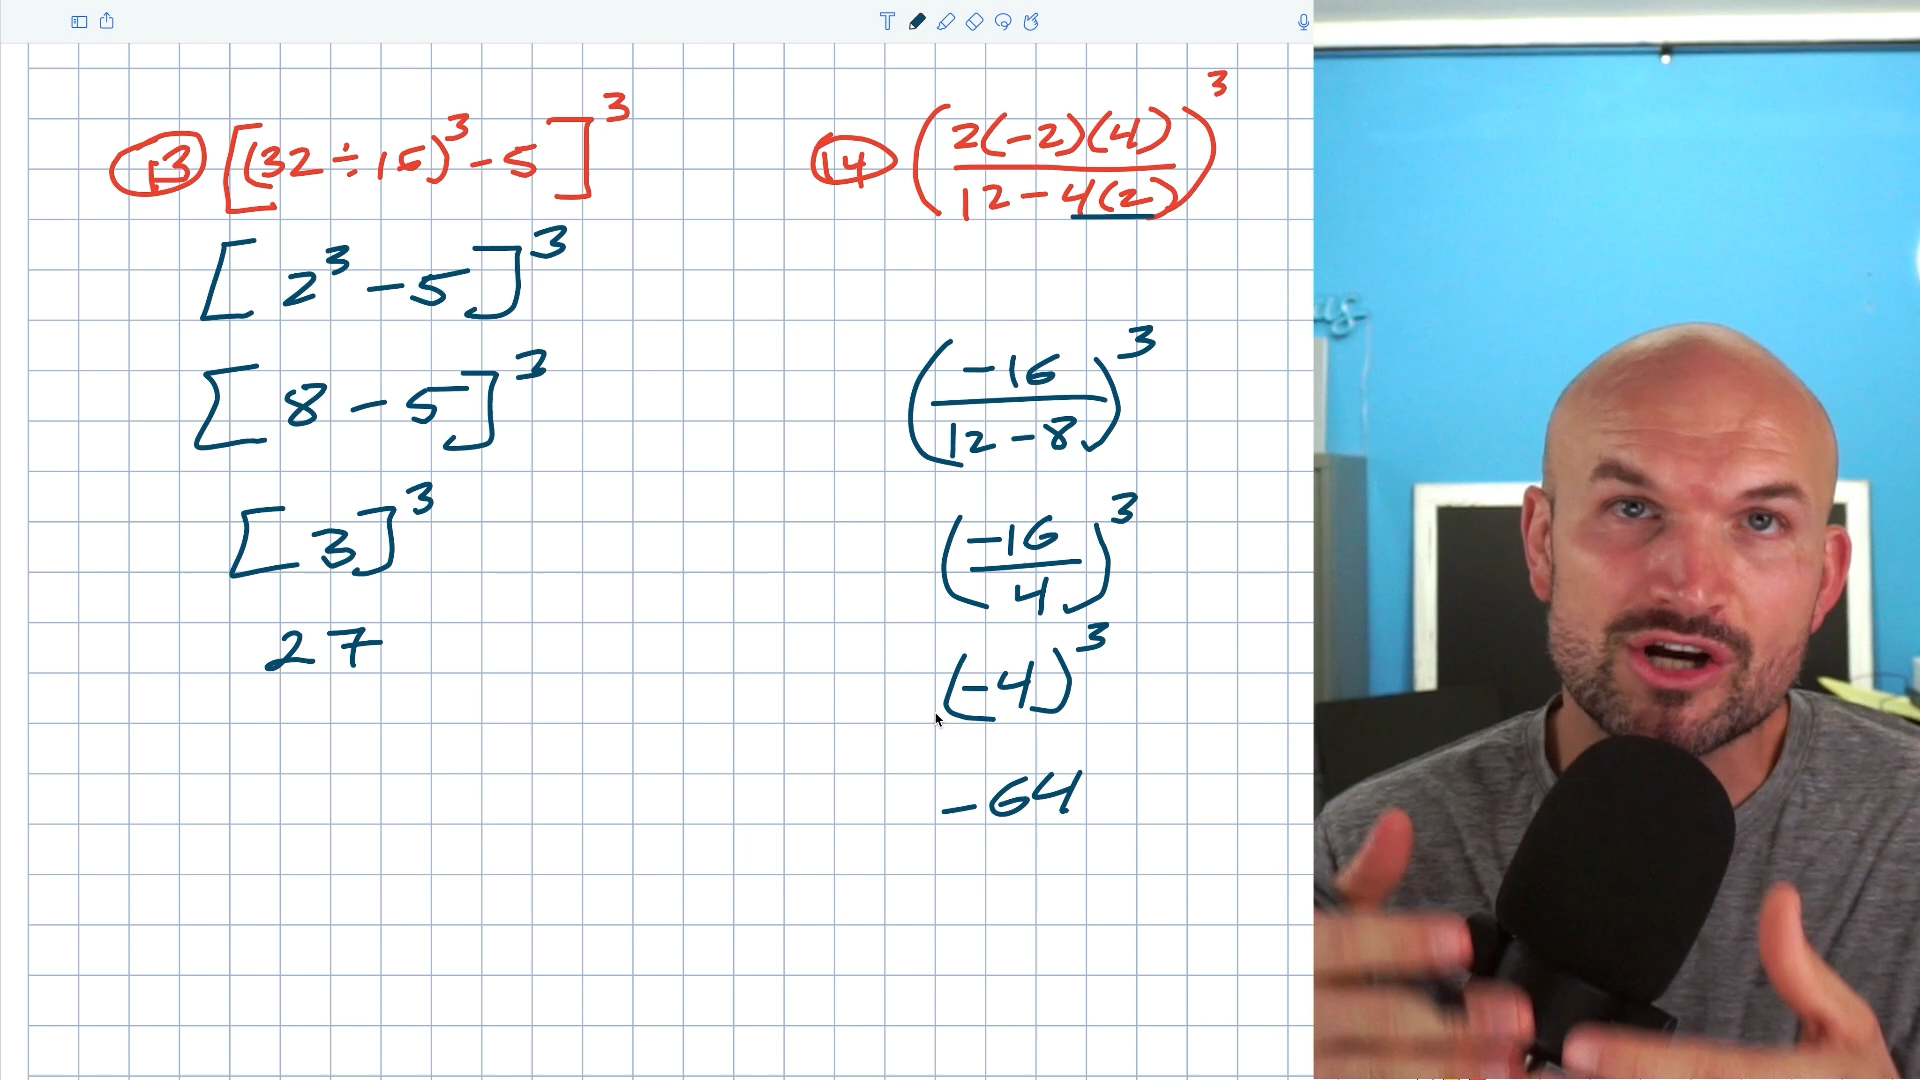 13 [(32 ÷ 16)³ - 5]³
[2³ - 5]³
[8 - 5]³
[3]³
27
14 (2(-2)(4) / 12 - 4(2))³
(-16 / 12 - 8)³
(-16 / 4)³
(-4)³
-64